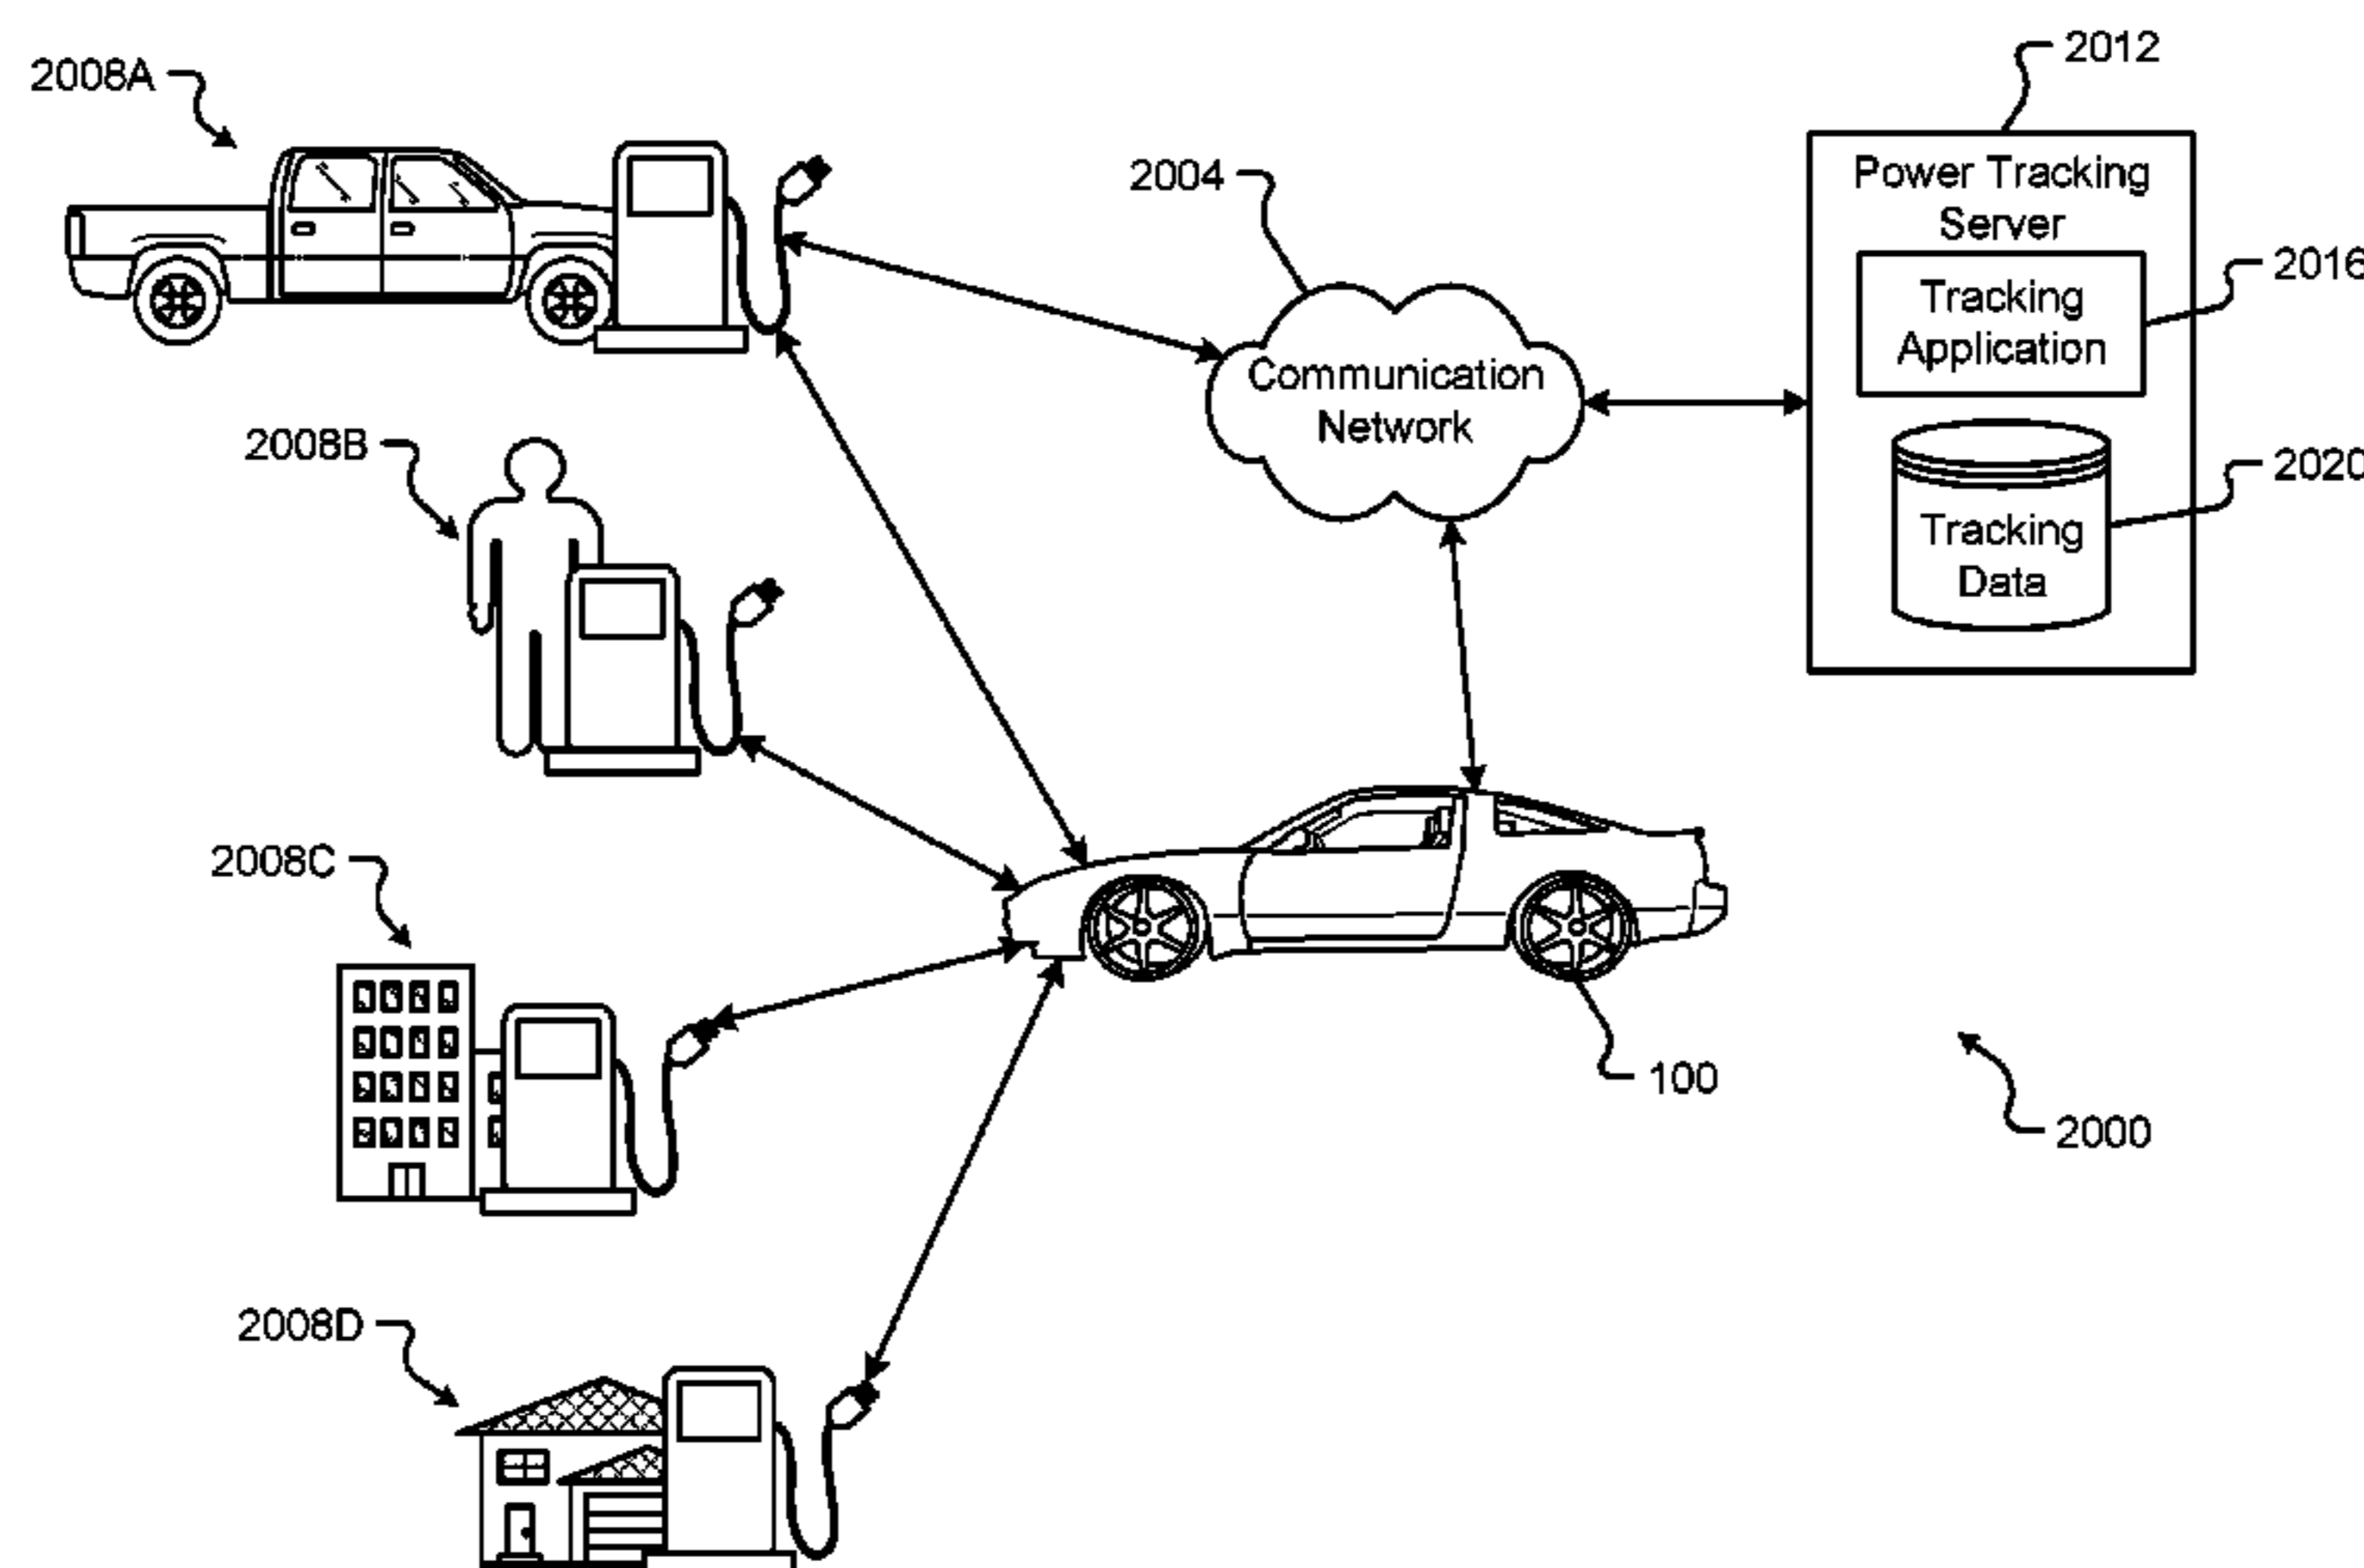 2012
2008A
Power Tracking
Server
2004
2016
Tracking
Application
Communication
Network
2008B
2020
Tracking
Data
2008C
100
2000
2008D